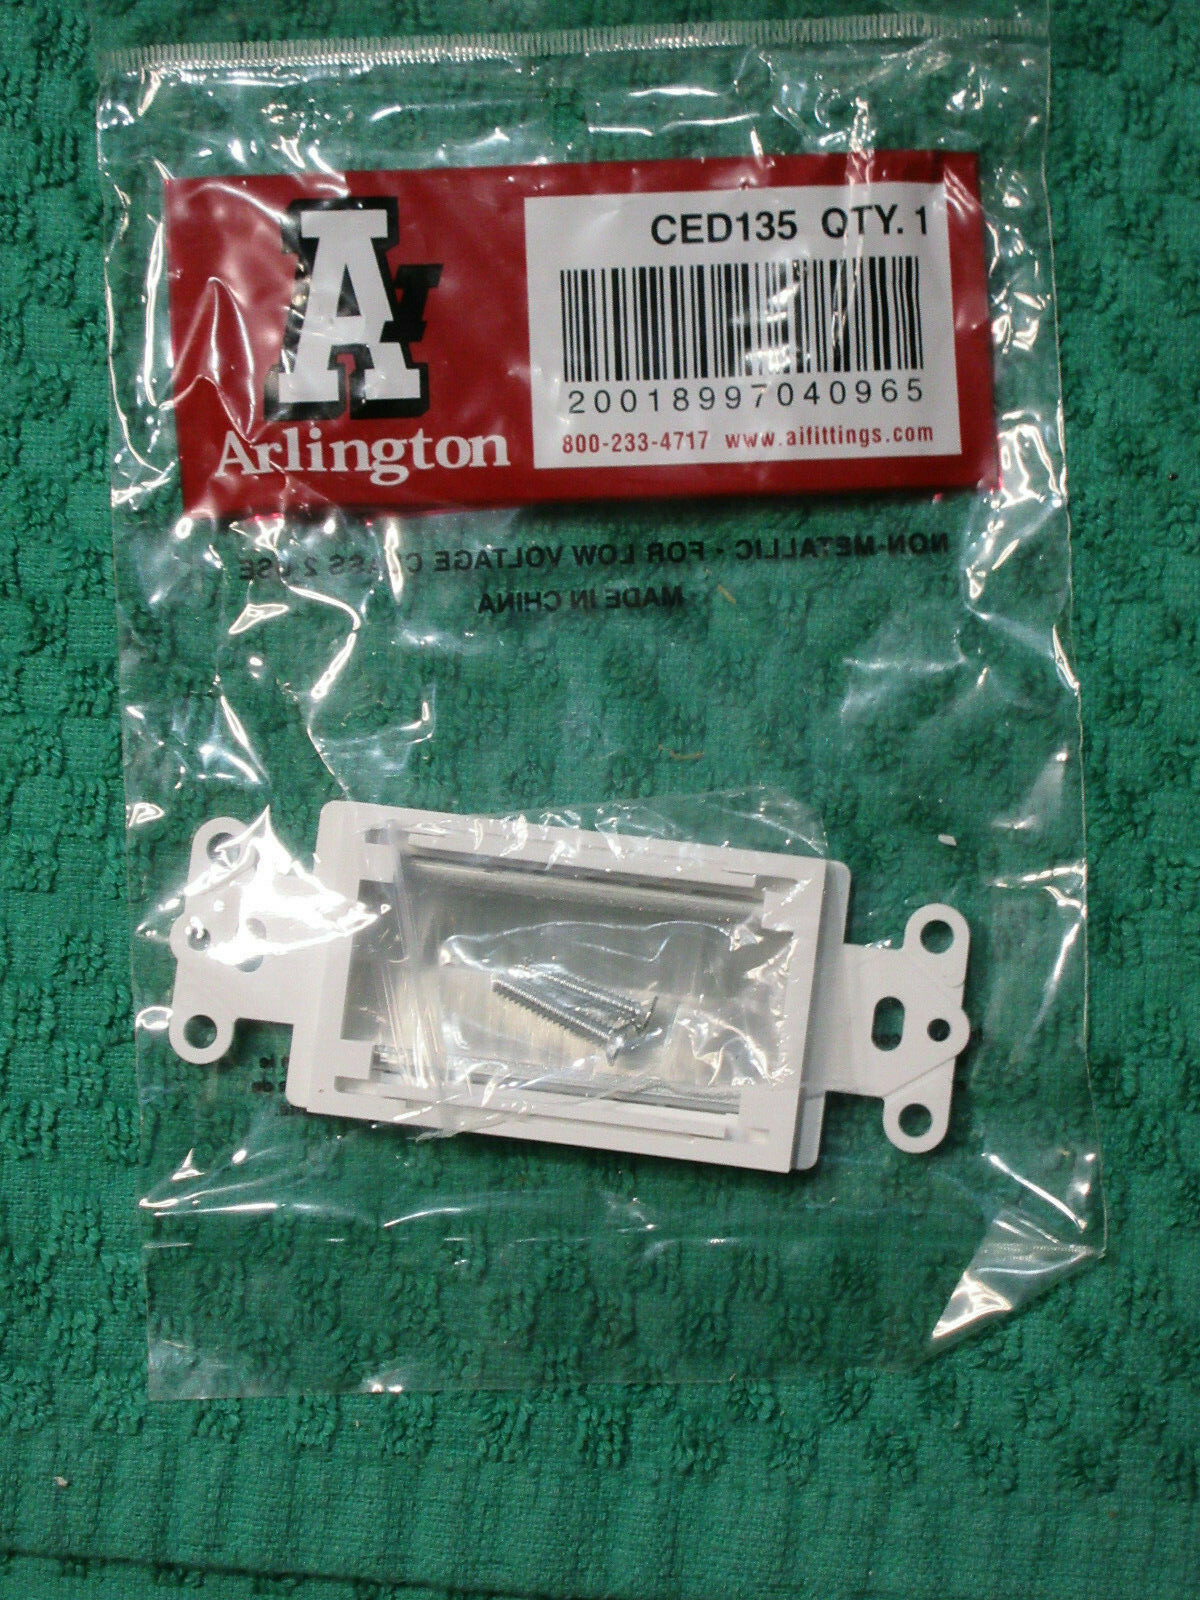 CED135 QTY. 1
20018997040965
800-233-4717 www.aifittings.com
A
Arlington
NON-METALLIC - FOR LOW VOLTAGE CLASS 2 USE
MADE IN CHINA